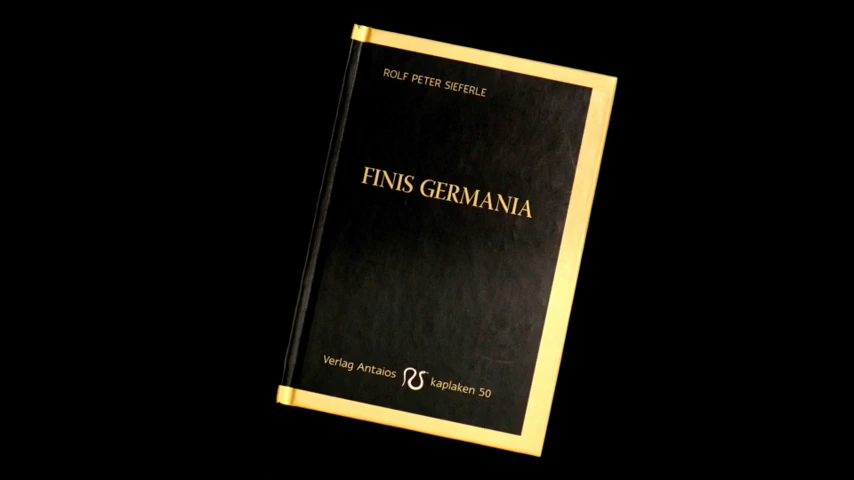 ROLF PETER SIEFERLE
FINIS GERMANIA
Verlag Antaios kaplaken 50